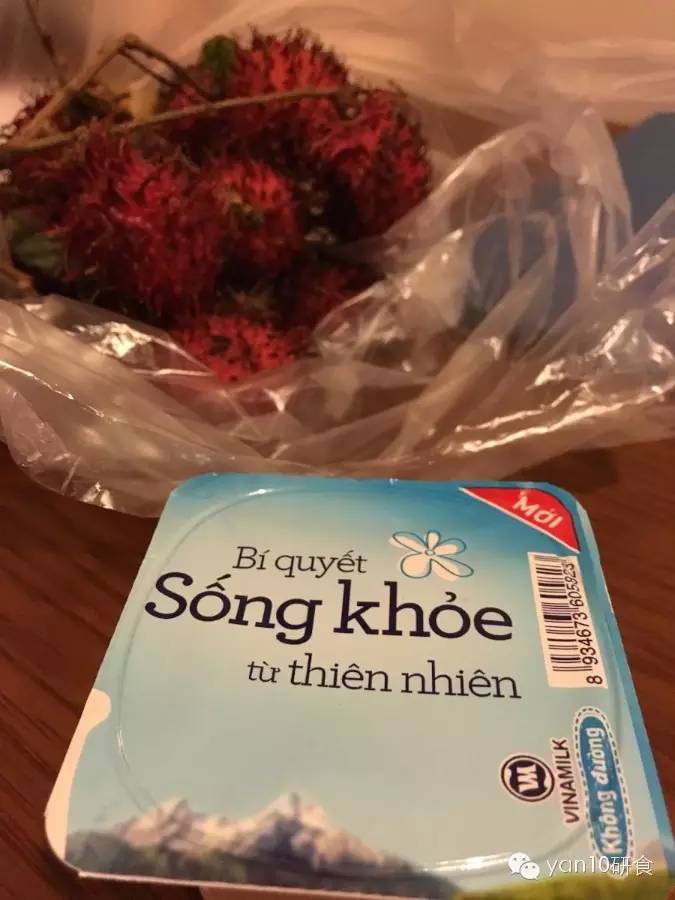 Mới
Bí quyết
Sống khỏe
từ thiên nhiên
8 934673 605823
VINAMILK
Không đường
yan10研食